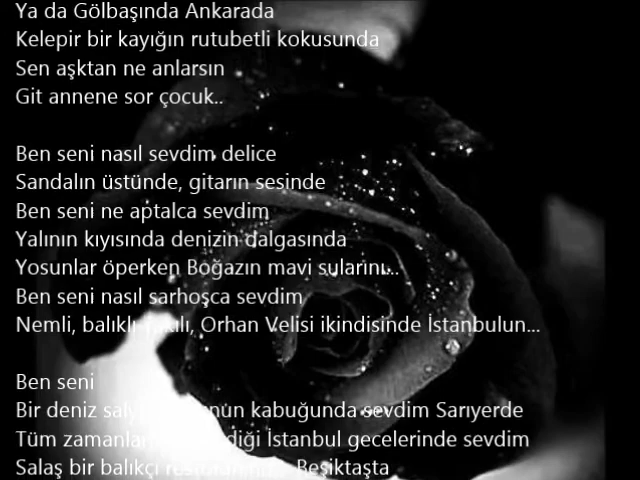 Ya da Gölbaşında Ankarada
Kelepir bir kayığın rutubetli kokusunda
Sen aşktan ne anlarsın
Git annene sor çocuk..
Ben seni nasıl sevdim delice
Sandalın üstünde, gitarın sesinde
Ben seni ne aptalca sevdim
Yalının kıyısında denizin dalgasında
Yosunlar öperken Boğazın mavi sularını..
Ben seni nasıl sarhoşca sevdim
Nemli, balıklı, Orhan Velisi ikindisinde İstanbulun...
Ben seni
Bir deniz kabuğunda sevdim Sarıyerde
Tüm İstanbul gecelerinde sevdim
Salaş bir balıkçı Beşiktaşta